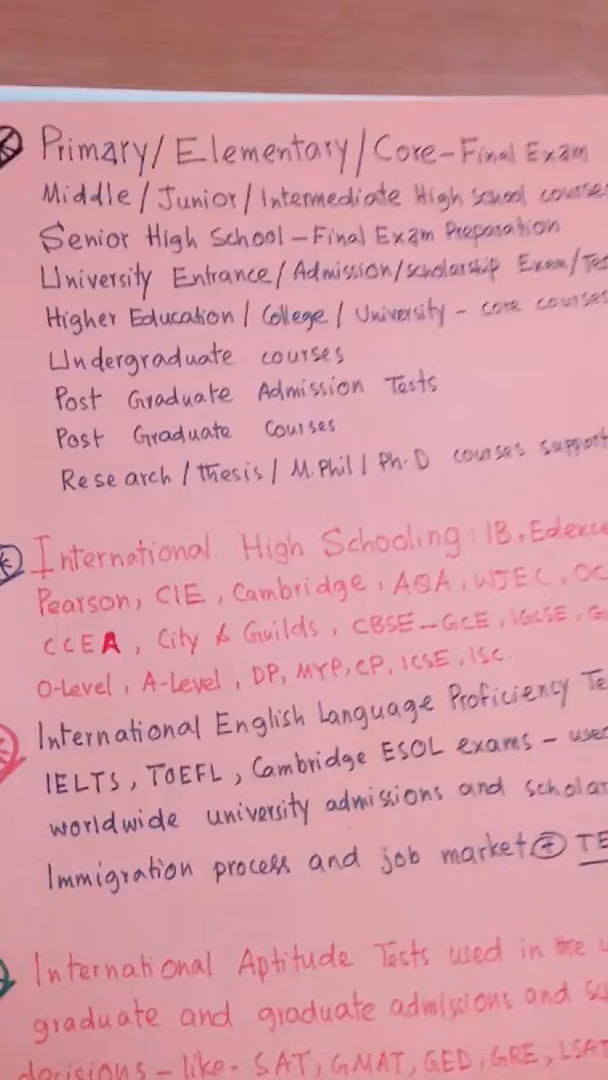 Primary/Elementary/Core-Final Exam
Middle/Junior/Intermediate High School courses
Senior High School-Final Exam Preparation
University Entrance/Admission/scholarship Exam/Tes
Higher Education/College/University-core courses
Undergraduate courses
Post Graduate Admission Tests
Post Graduate Courses
Research/Thesis/M.Phil/Ph.D courses support
International High Schooling: IB, Edexce
Pearson, CIE, Cambridge, AQA, WJEC, OC
CCEA, City & Guilds, CBSE-GCE, IGCSE, G
O-Level, A-Level, DP, MYP, CP, ICSE, ISC.
International English Language Proficiency Te
IELTS, TOEFL, Cambridge ESOL exams - used
worldwide university admissions and scholar
Immigration process and job market. + TE
International Aptitude Tests used in the u
graduate and graduate admissions and sc
decisions - like- SAT, GMAT, GED, GRE, LSAT